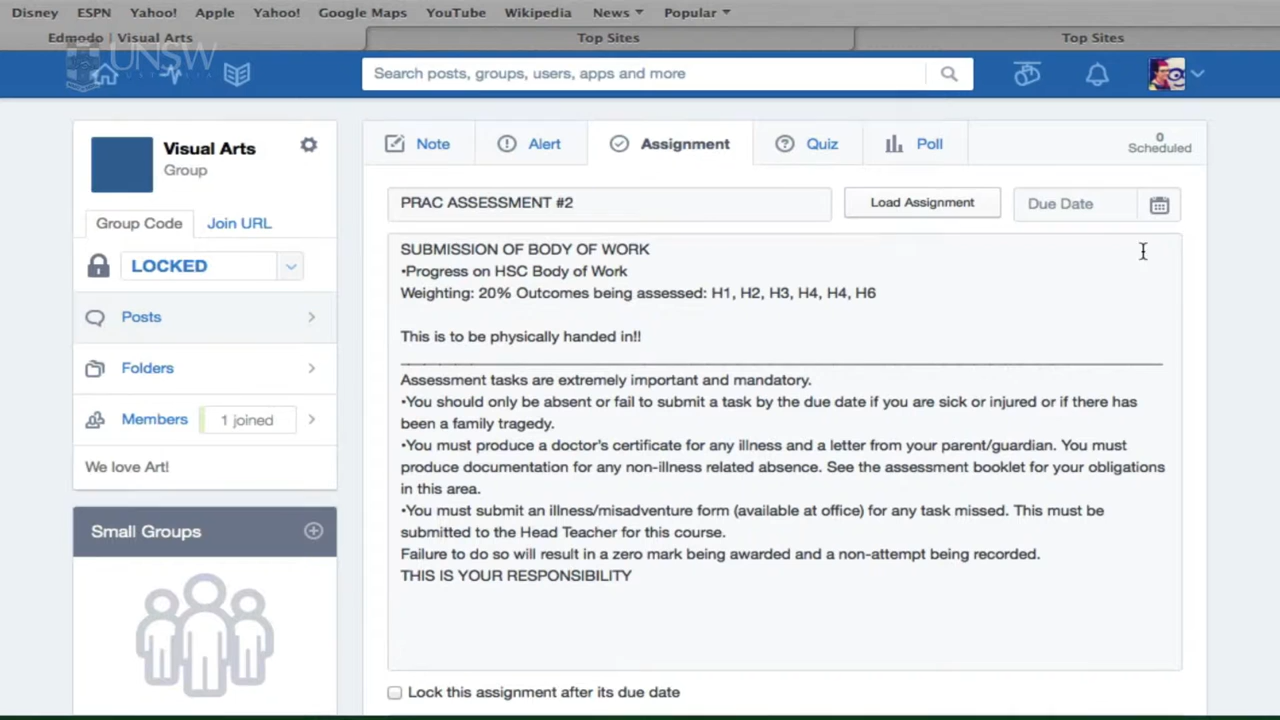 Disney ESPN Yahoo! Apple Yahoo! Google Maps YouTube Wikipedia News Popular
Edmodo | Visual Arts Top Sites Top Sites
UNSW
AUSTRALIA
Search posts, groups, users, apps and more
Visual Arts
Group
Group Code Join URL
LOCKED
Posts
Folders
Members 1 joined
We love Art!
Small Groups
Note Alert Assignment Quiz Poll 0 Scheduled
PRAC ASSESSMENT #2 Load Assignment Due Date
SUBMISSION OF BODY OF WORK
•Progress on HSC Body of Work
Weighting: 20% Outcomes being assessed: H1, H2, H3, H4, H4, H6
This is to be physically handed in!!
Assessment tasks are extremely important and mandatory.
•You should only be absent or fail to submit a task by the due date if you are sick or injured or if there has
been a family tragedy.
•You must produce a doctor's certificate for any illness and a letter from your parent/guardian. You must
produce documentation for any non-illness related absence. See the assessment booklet for your obligations
in this area.
•You must submit an illness/misadventure form (available at office) for any task missed. This must be
submitted to the Head Teacher for this course.
Failure to do so will result in a zero mark being awarded and a non-attempt being recorded.
THIS IS YOUR RESPONSIBILITY
Lock this assignment after its due date